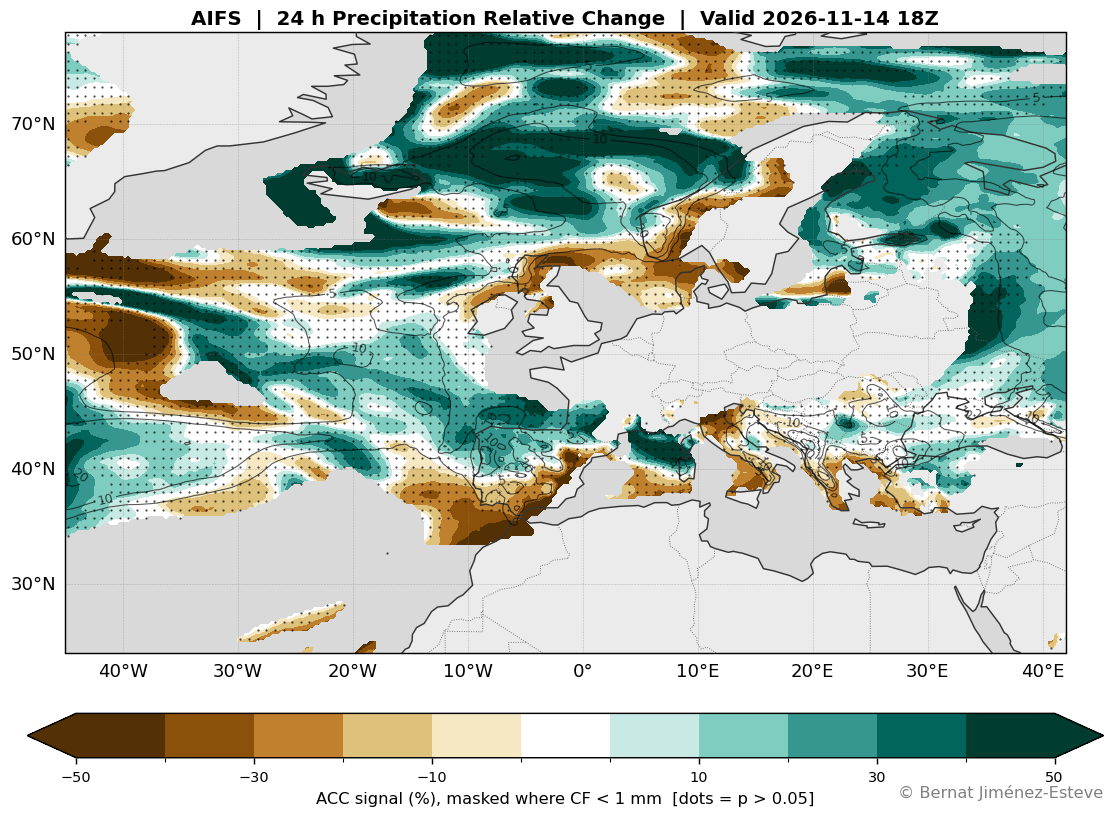 AIFS | 24 h Precipitation Relative Change | Valid 2026-11-14 18Z
70°N
60°N
50°N
40°N
30°N
40°W 30°W 20°W 10°W 0° 10°E 20°E 30°E 40°E
−50 −30 −10 10 30 50
ACC signal (%), masked where CF < 1 mm [dots = p > 0.05]
© Bernat Jiménez-Esteve